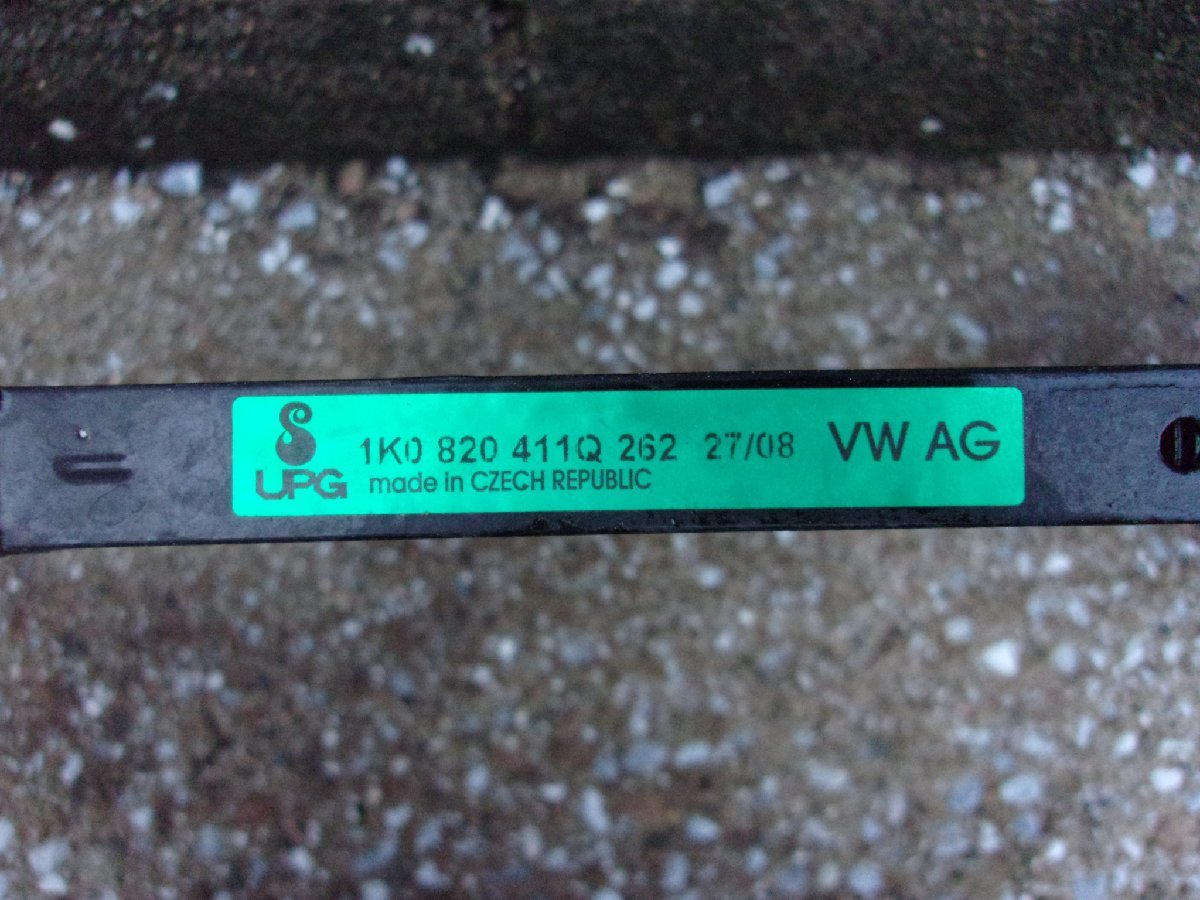 1K0 820 411Q 262 27/08 VW AG
UPG made in CZECH REPUBLIC